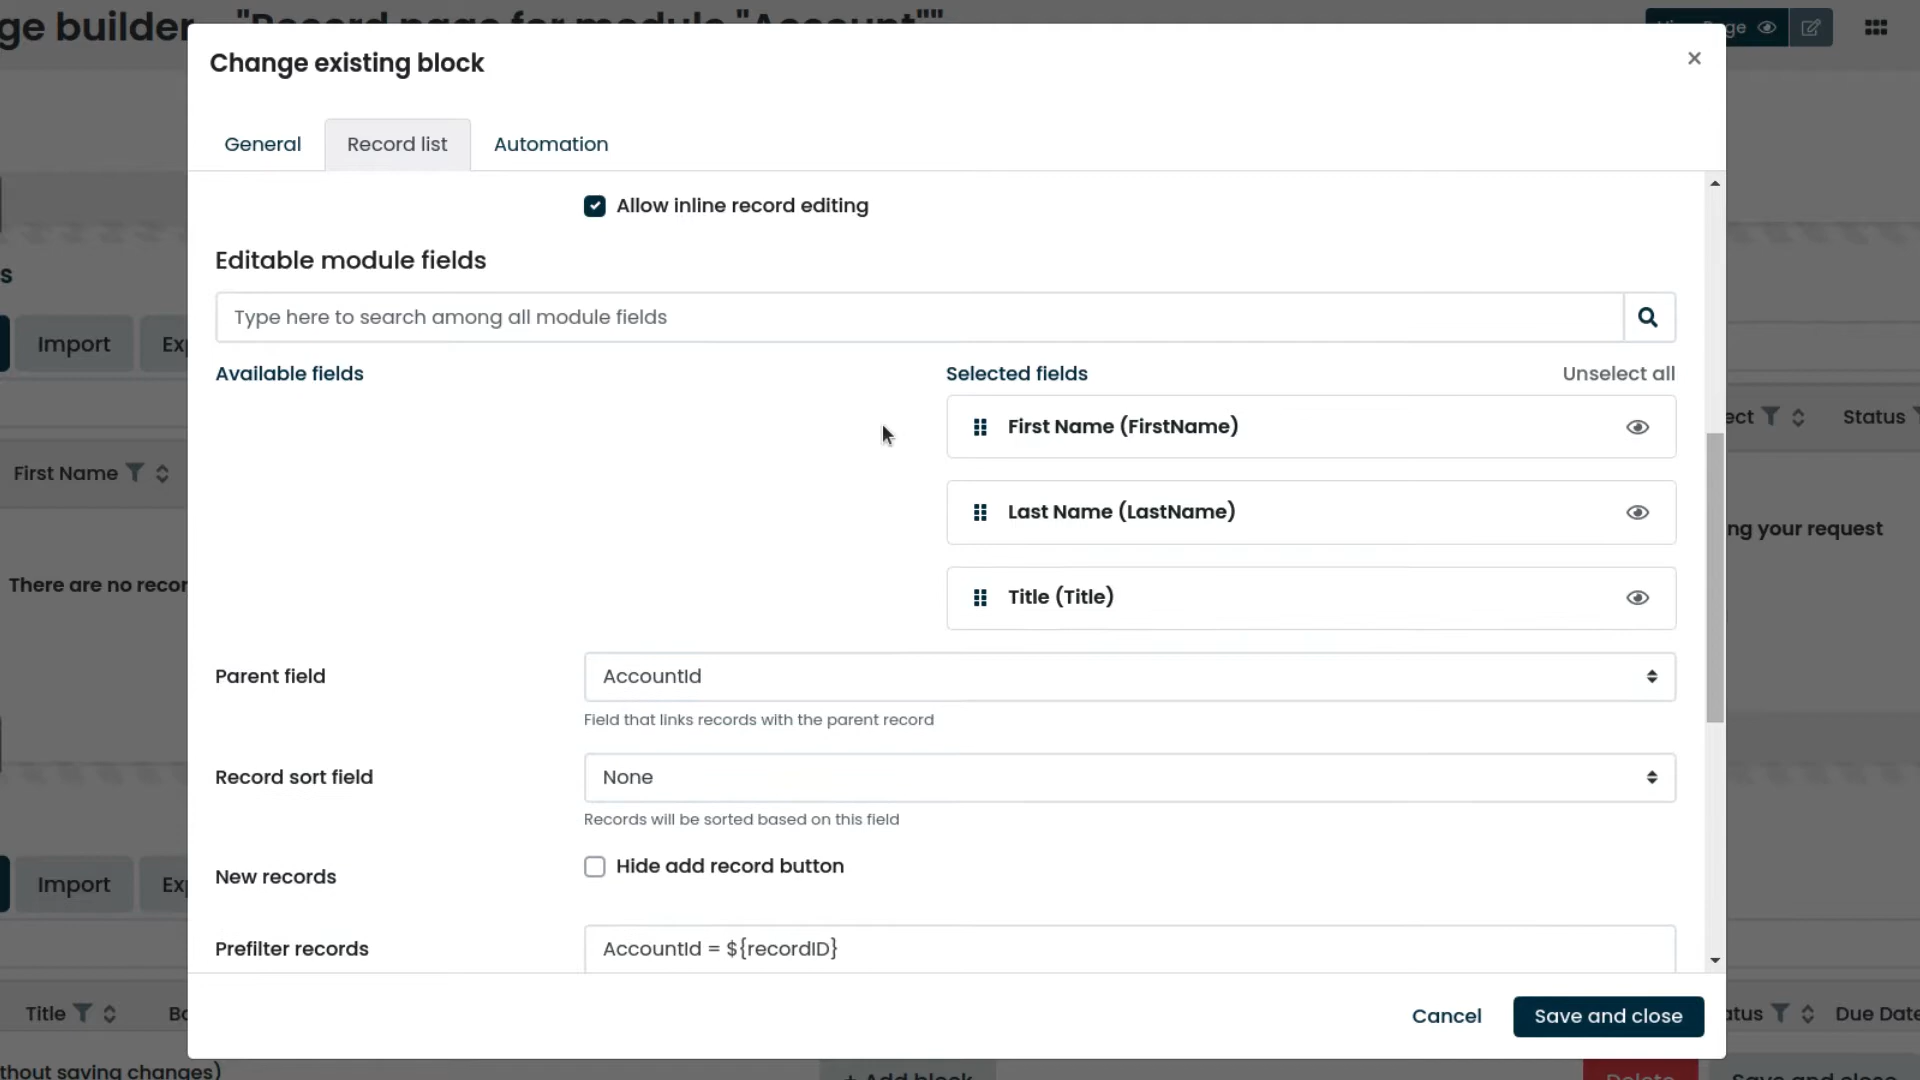 ge builder "Record page for module "Account""
Page
Change existing block
×
General
Record list
Automation
Allow inline record editing
Editable module fields
s
Type here to search among all module fields
Import
Exp
Available fields
Selected fields
Unselect all
First Name (FirstName)
ect
Status
First Name
Last Name (LastName)
ng your request
There are no recor
Title (Title)
Parent field
AccountId
Field that links records with the parent record
Record sort field
None
Records will be sorted based on this field
New records
Hide add record button
Import
Exp
Prefilter records
AccountId = ${recordID}
Title
Cancel
Save and close
atus
Due Date
thout saving changes)
+ Add block
Delete
Save and close